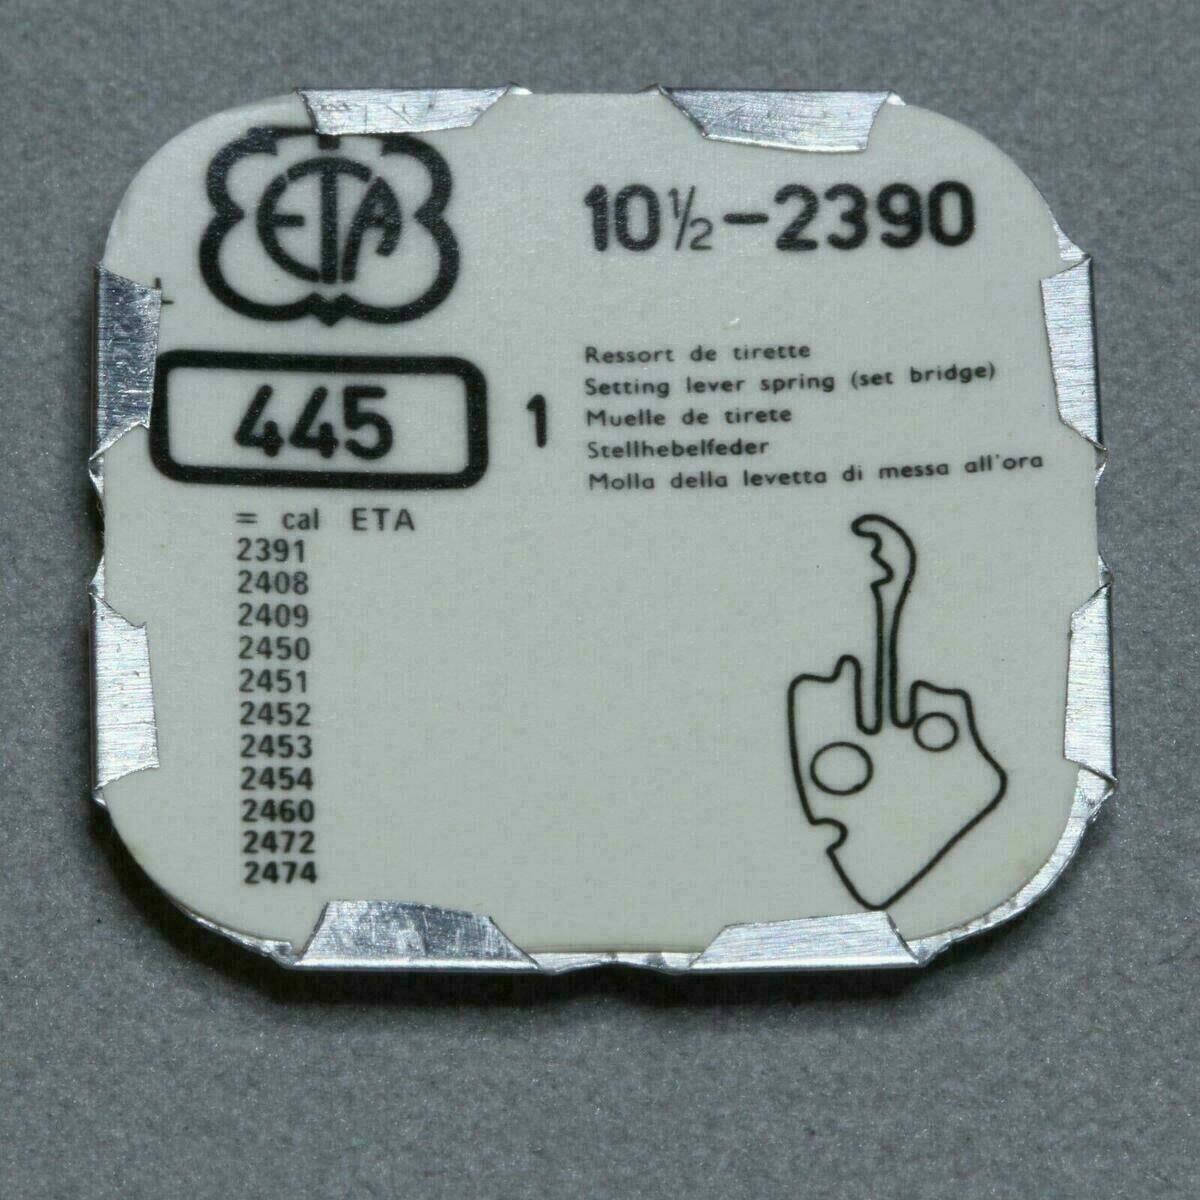 ETA
10½-2390
445
1
Ressort de tirette
Setting lever spring (set bridge)
Muelle de tirete
Stellhebelfeder
Molla della levetta di messa all'ora
= cal ETA
2391
2408
2409
2450
2451
2452
2453
2454
2460
2472
2474